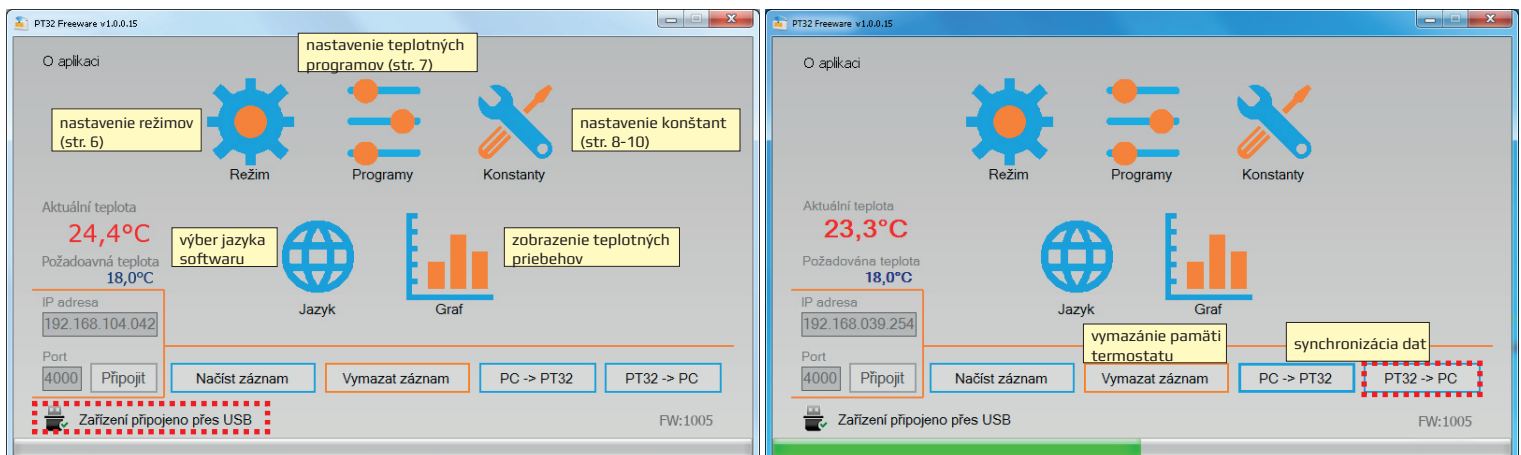 PT32 Freeware v1.0.0.15
O aplikaci
nastavenie teplotných
programov (str. 7)
nastavenie režimov
(str. 6)
nastavenie konštant
(str. 8-10)
Režim
Programy
Konstanty
Aktuální teplota
24,4°C
Požadoavná teplota
18,0°C
výber jazyka
softwaru
zobrazenie teplotných
priebehov
Jazyk
Graf
IP adresa
192.168.104.042
Port
4000
Připojit
Načíst záznam
Vymazat záznam
PC -> PT32
PT32 -> PC
Zařízení připojeno přes USB
FW:1005
PT32 Freeware v1.0.0.15
O aplikaci
Režim
Programy
Konstanty
Aktuální teplota
23,3°C
Požadována teplota
18,0°C
Jazyk
Graf
IP adresa
192.168.039.254
vymazánie pamäti
termostatu
synchronizácia dat
Port
4000
Připojit
Načíst záznam
Vymazat záznam
PC -> PT32
PT32 -> PC
Zařízení připojeno přes USB
FW:1005